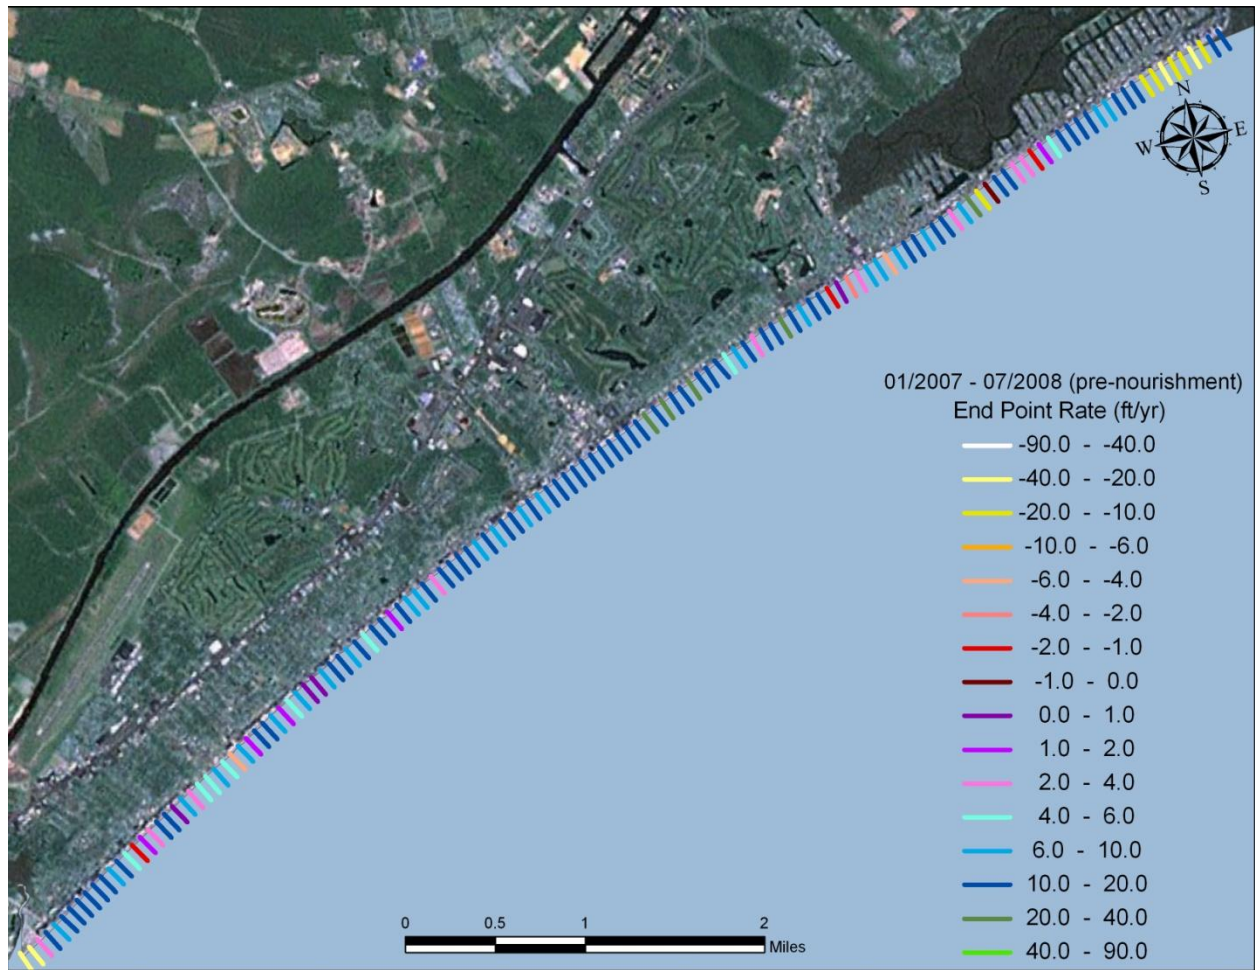 N
W E
S
01/2007 - 07/2008 (pre-nourishment)
End Point Rate (ft/yr)
-90.0 - -40.0
-40.0 - -20.0
-20.0 - -10.0
-10.0 - -6.0
-6.0 - -4.0
-4.0 - -2.0
-2.0 - -1.0
-1.0 - 0.0
0.0 - 1.0
1.0 - 2.0
2.0 - 4.0
4.0 - 6.0
6.0 - 10.0
10.0 - 20.0
20.0 - 40.0
40.0 - 90.0
0 0.5 1 2
Miles